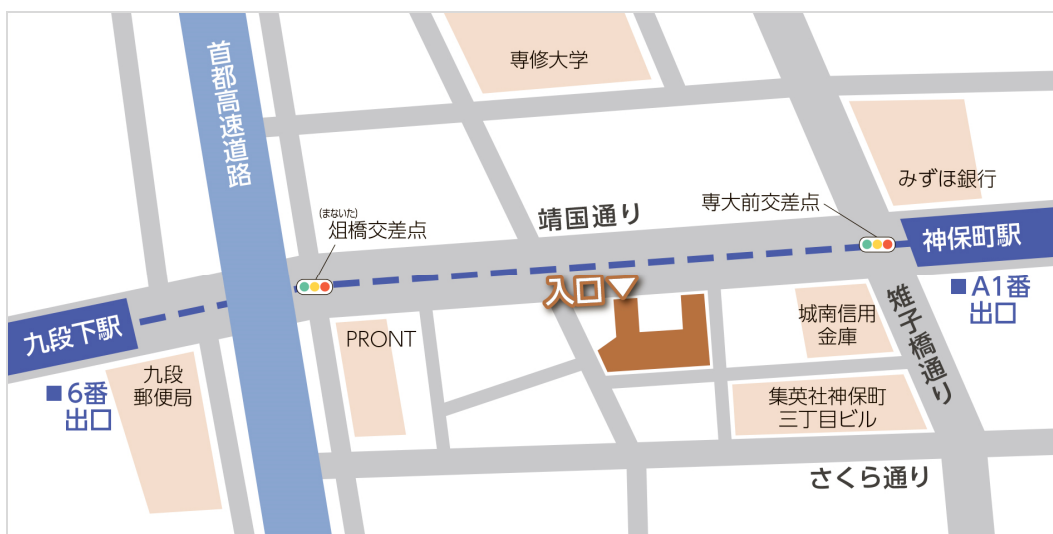 専修大学
首都高速道路
みずほ銀行
(まないた)
俎橋交差点
靖国通り
専大前交差点
神保町駅
■A1番
出口
入口▽
九段下駅
■6番
出口
九段
郵便局
PRONT
城南信用
金庫
雉子橋通り
集英社神保町
三丁目ビル
さくら通り